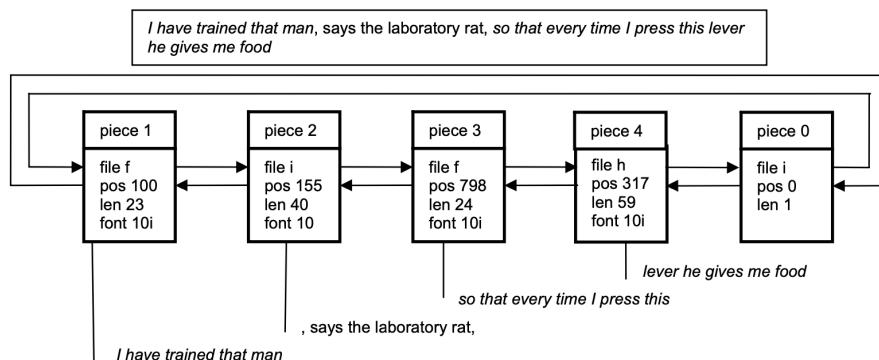 I have trained that man, says the laboratory rat, so that every time I press this lever
he gives me food
piece 1
file f
pos 100
len 23
font 10i
piece 2
file i
pos 155
len 40
font 10
piece 3
file f
pos 798
len 24
font 10i
piece 4
file h
pos 317
len 59
font 10i
piece 0
file i
pos 0
len 1
lever he gives me food
so that every time I press this
, says the laboratory rat,
I have trained that man